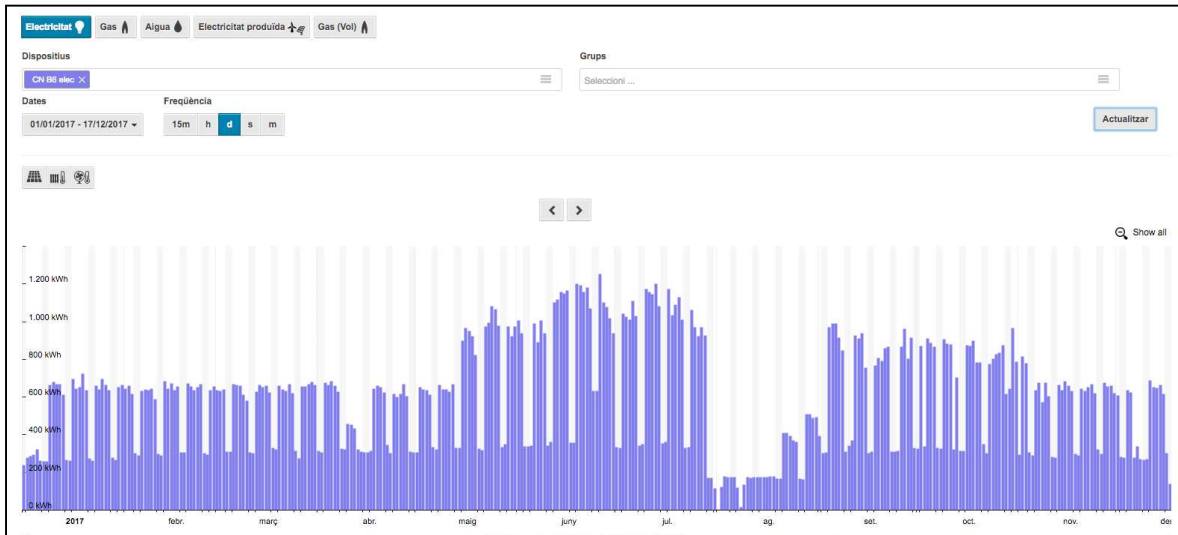 Electricitat Gas Aigua Electricitat produïda Gas (Vol)
Dispositius Grups
CN B6 elec × Seleccioni ...
Dates Freqüència
01/01/2017 - 17/12/2017 15m h d s m Actualitzar
Show all
1.200 kWh
1.000 kWh
800 kWh
600 kWh
400 kWh
200 kWh
0 kWh
2017 febr. març abr. maig juny jul. ag. set. oct. nov. des